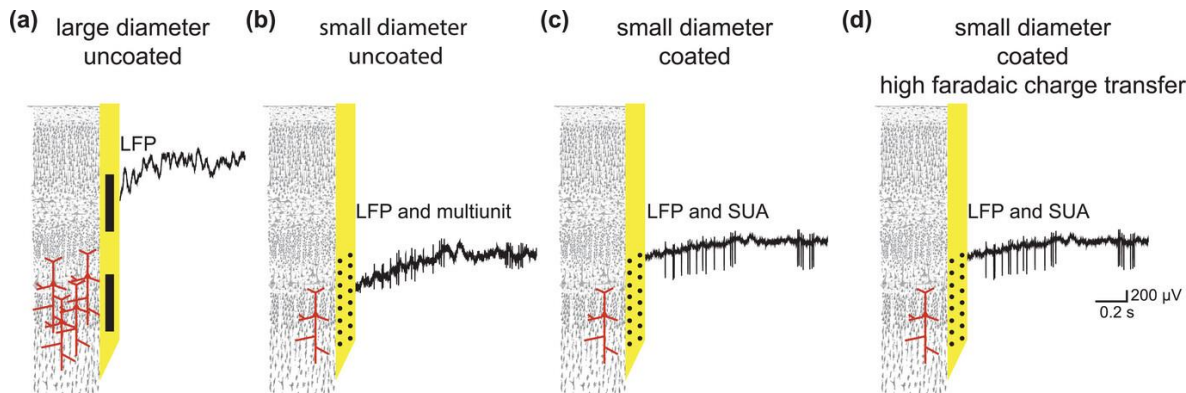 (a) large diameter
uncoated
LFP
(b) small diameter
uncoated
LFP and multiunit
(c) small diameter
coated
LFP and SUA
(d) small diameter
coated
high faradaic charge transfer
LFP and SUA
200 µV
0.2 s